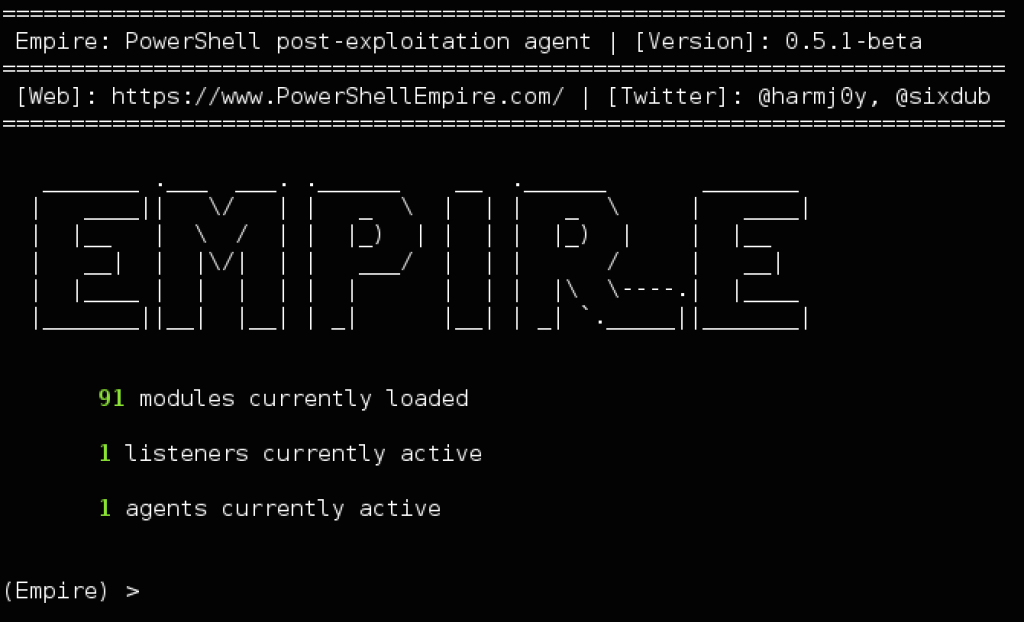 Empire: PowerShell post-exploitation agent | [Version]: 0.5.1-beta
[Web]: https://www.PowerShellEmpire.com/ | [Twitter]: @harmj0y, @sixdub
EMPIRE
91 modules currently loaded
1 listeners currently active
1 agents currently active
(Empire) >